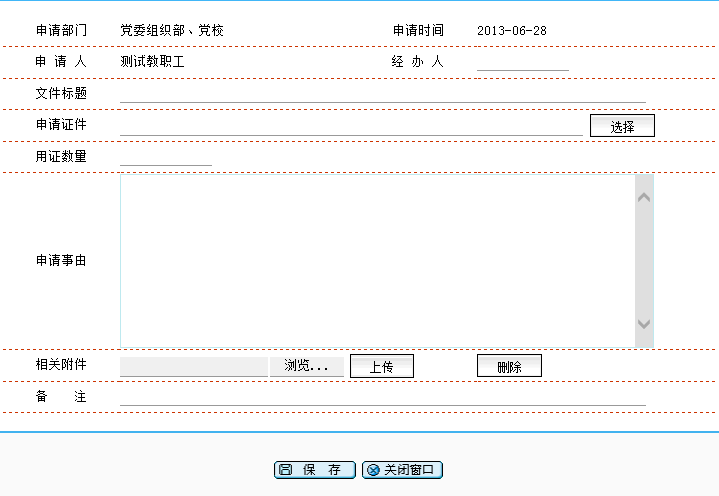 申请部门 党委组织部、党校 申请时间 2013-06-28
申 请 人 测试教职工 经 办 人
文件标题
申请证件 选择
用证数量
申请事由
相关附件 浏览... 上传 删除
备 注
保 存 关闭窗口